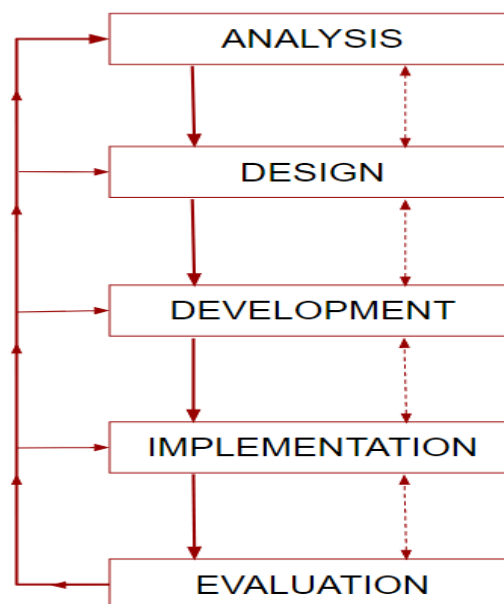 ANALYSIS
DESIGN
DEVELOPMENT
IMPLEMENTATION
EVALUATION